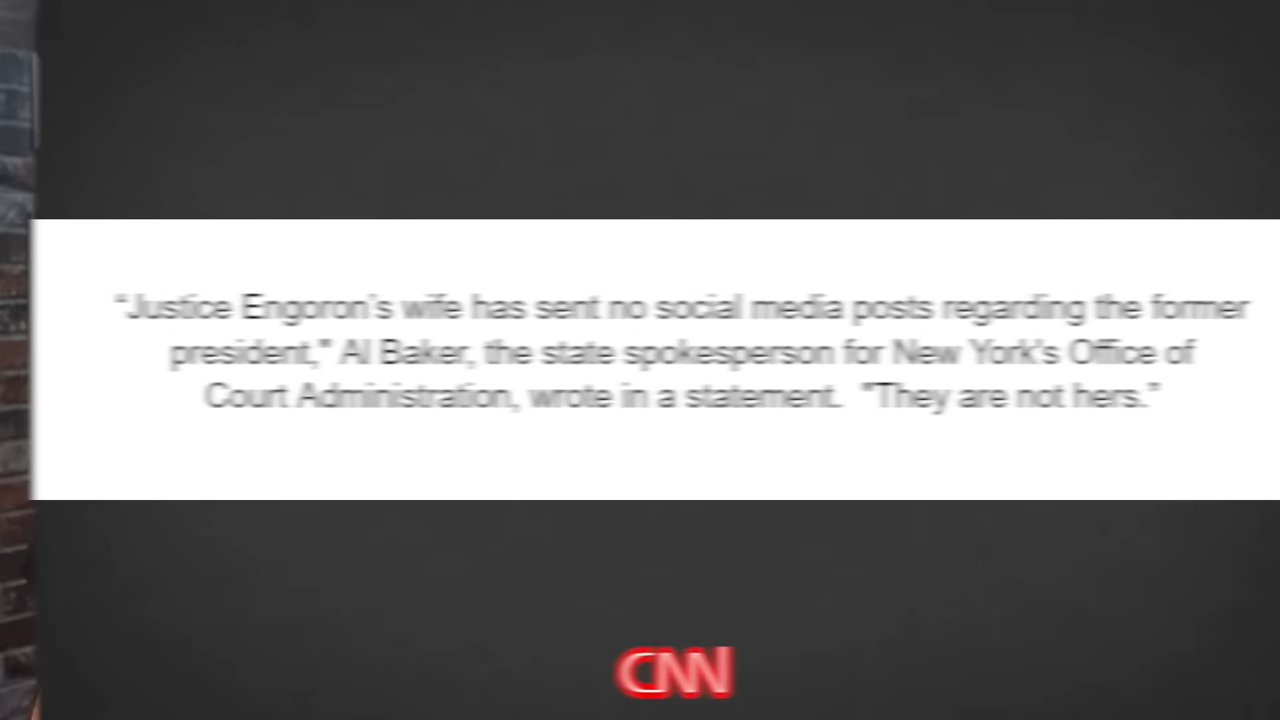 "Justice Engoron's wife has sent no social media posts regarding the former
president," Al Baker, the state spokesperson for New York's Office of
Court Administration, wrote in a statement. "They are not hers."
CNN